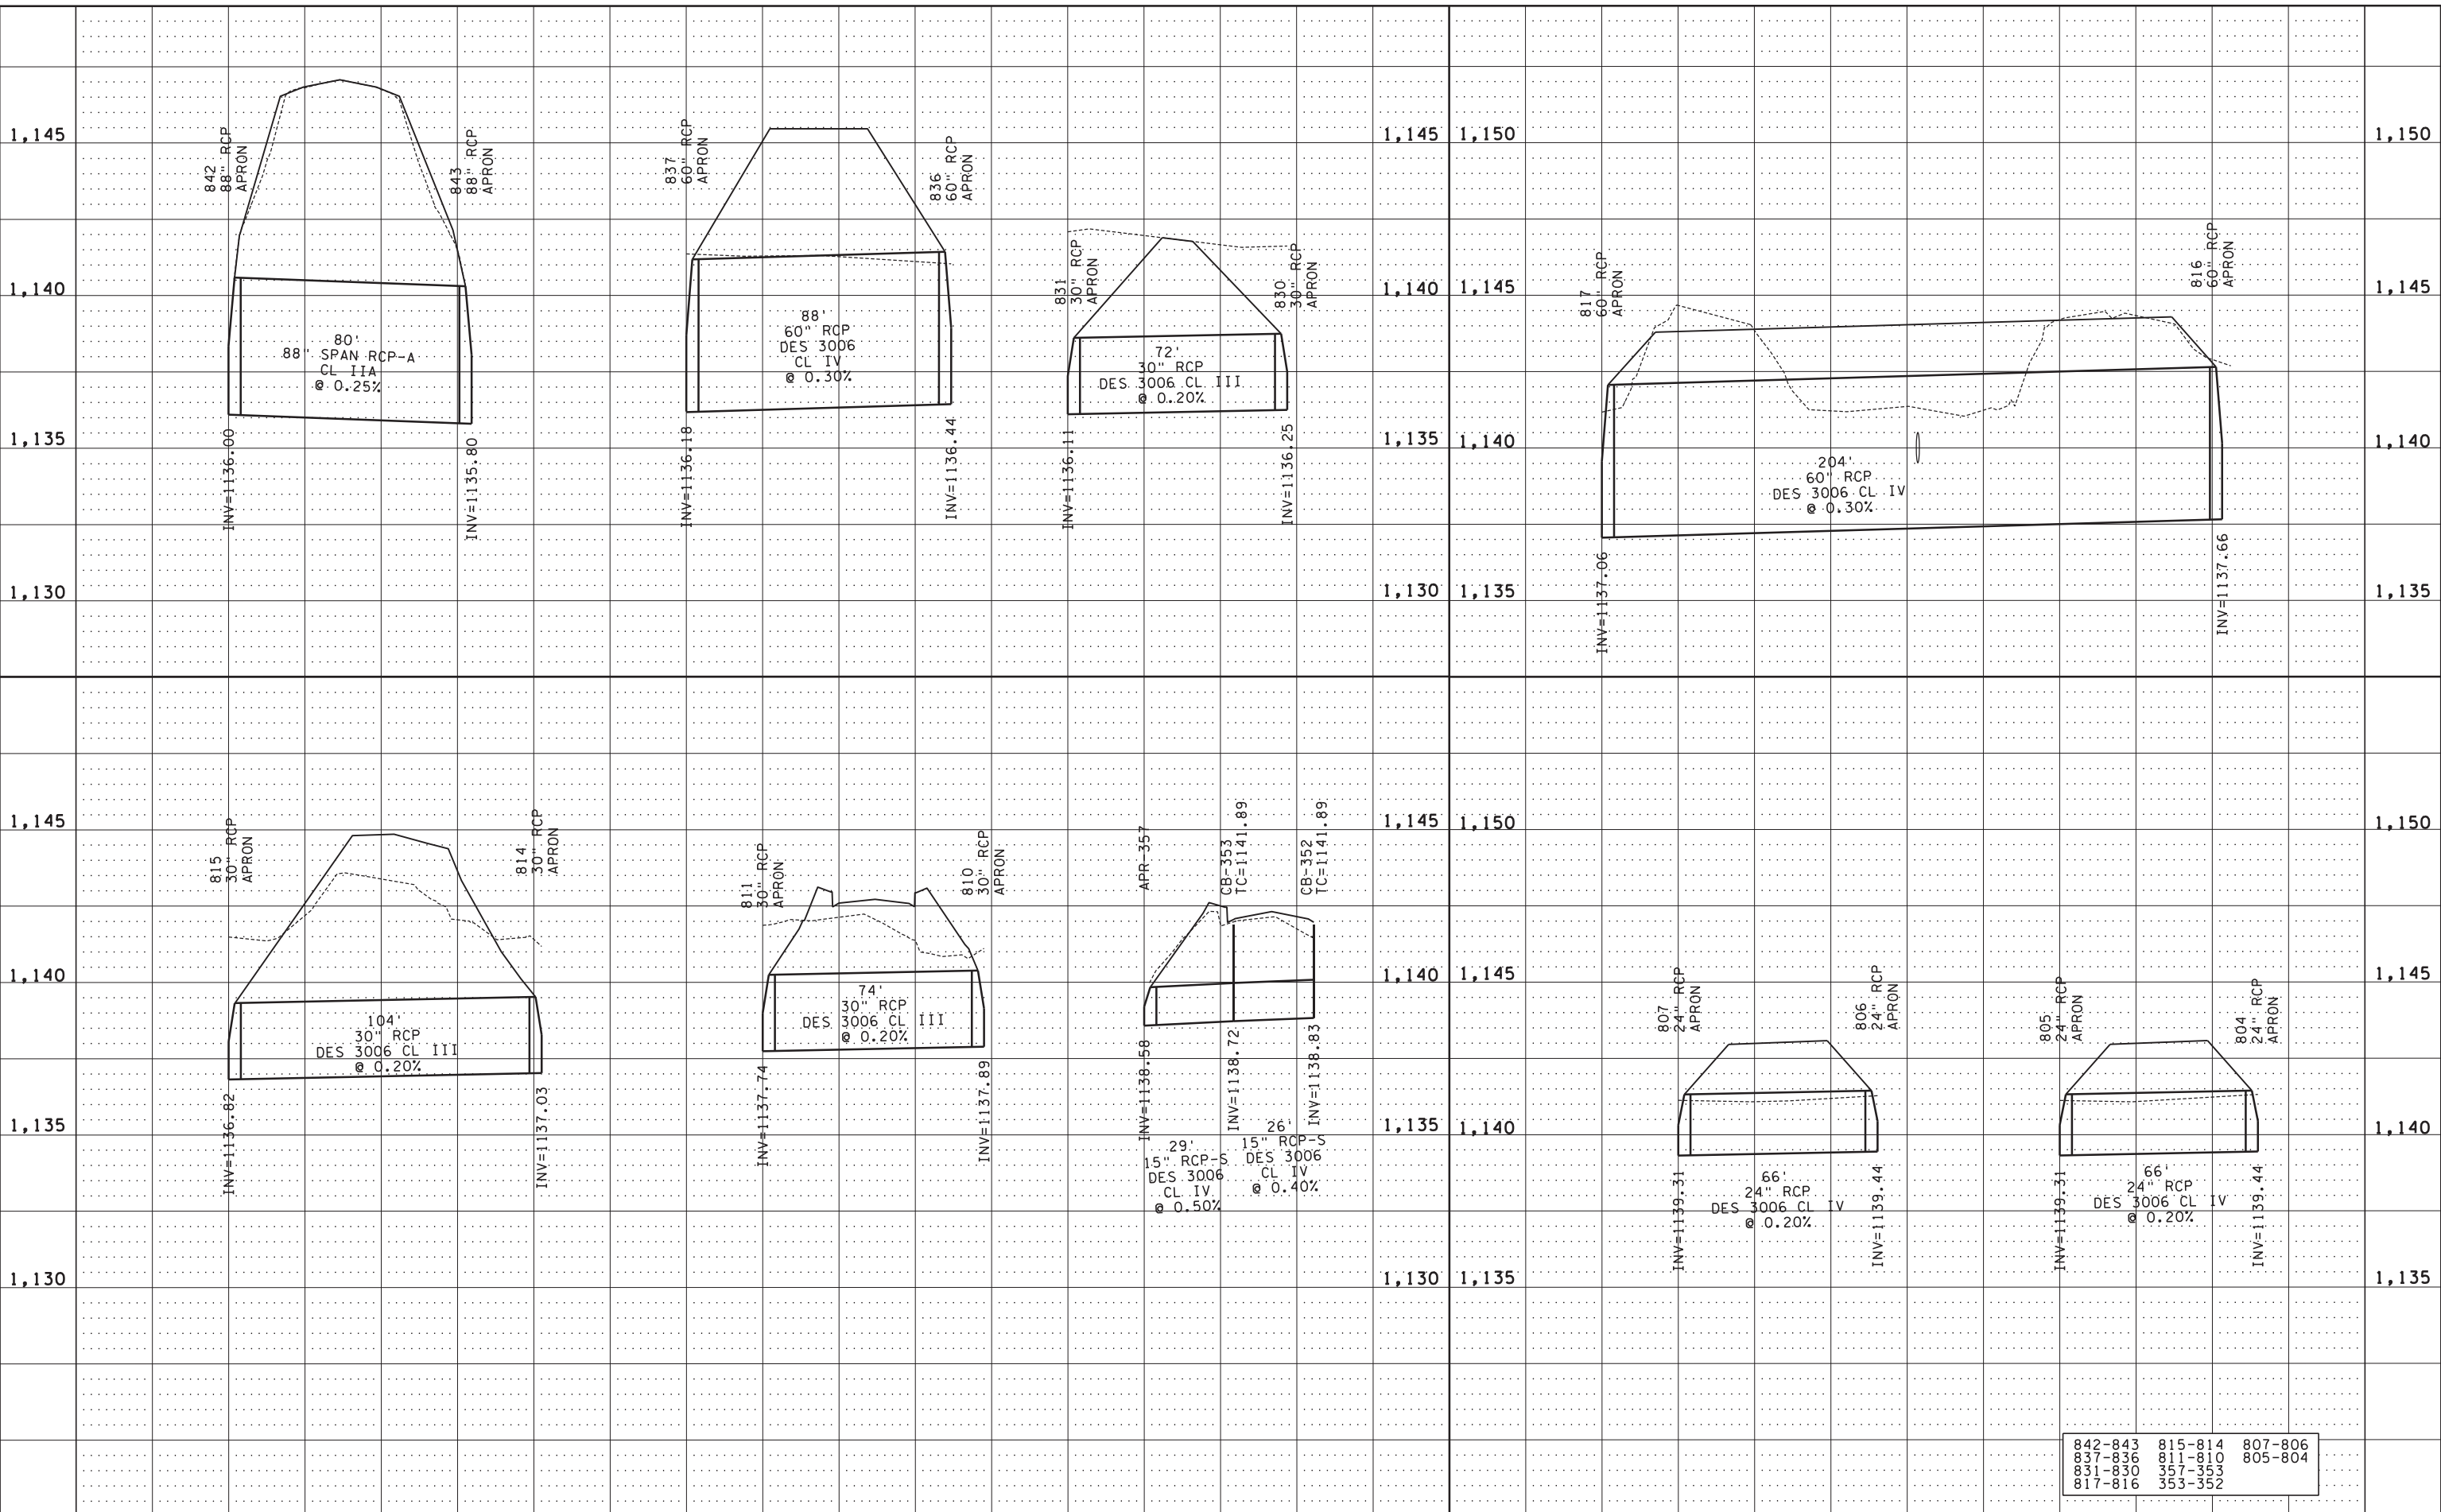 1,145
1,140
1,135
1,130
842
88" RCP
APRON
843
88" RCP
APRON
80'
88" SPAN RCP-A
CL IIA
@ 0.25%
INV=1136.00
INV=1135.80
837
60" RCP
APRON
836
60" RCP
APRON
88'
60" RCP
DES 3006
CL IV
@ 0.30%
INV=1136.18
INV=1136.44
831
30" RCP
APRON
830
30" RCP
APRON
72'
30" RCP
DES 3006 CL III
@ 0.20%
INV=1136.11
INV=1136.25
1,145
1,140
1,135
1,130
1,150
1,145
1,140
1,135
817
60" RCP
APRON
816
60" RCP
APRON
204'
60" RCP
DES 3006 CL IV
@ 0.30%
INV=1137.06
INV=1137.66
1,150
1,145
1,140
1,135
1,145
1,140
1,135
1,130
815
30" RCP
APRON
814
30" RCP
APRON
104'
30" RCP
DES 3006 CL III
@ 0.20%
INV=1136.82
INV=1137.03
811
30" RCP
APRON
810
30" RCP
APRON
74'
30" RCP
DES 3006 CL III
@ 0.20%
INV=1137.74
INV=1137.89
APR-357
CB-353
TC=1141.89
CB-352
TC=1141.89
INV=1138.58
INV=1138.72
INV=1138.83
29'
15" RCP-S
DES 3006
CL IV
@ 0.50%
26'
15" RCP-S
DES 3006
CL IV
@ 0.40%
1,145
1,140
1,135
1,130
1,150
1,145
1,140
1,135
807
24" RCP
APRON
806
24" RCP
APRON
66'
24" RCP
DES 3006 CL IV
@ 0.20%
INV=1139.31
INV=1139.44
805
24" RCP
APRON
804
24" RCP
APRON
66'
24" RCP
DES 3006 CL IV
@ 0.20%
INV=1139.31
INV=1139.44
1,150
1,145
1,140
1,135
842-843 815-814 807-806
837-836 811-810 805-804
831-830 357-353
817-816 353-352